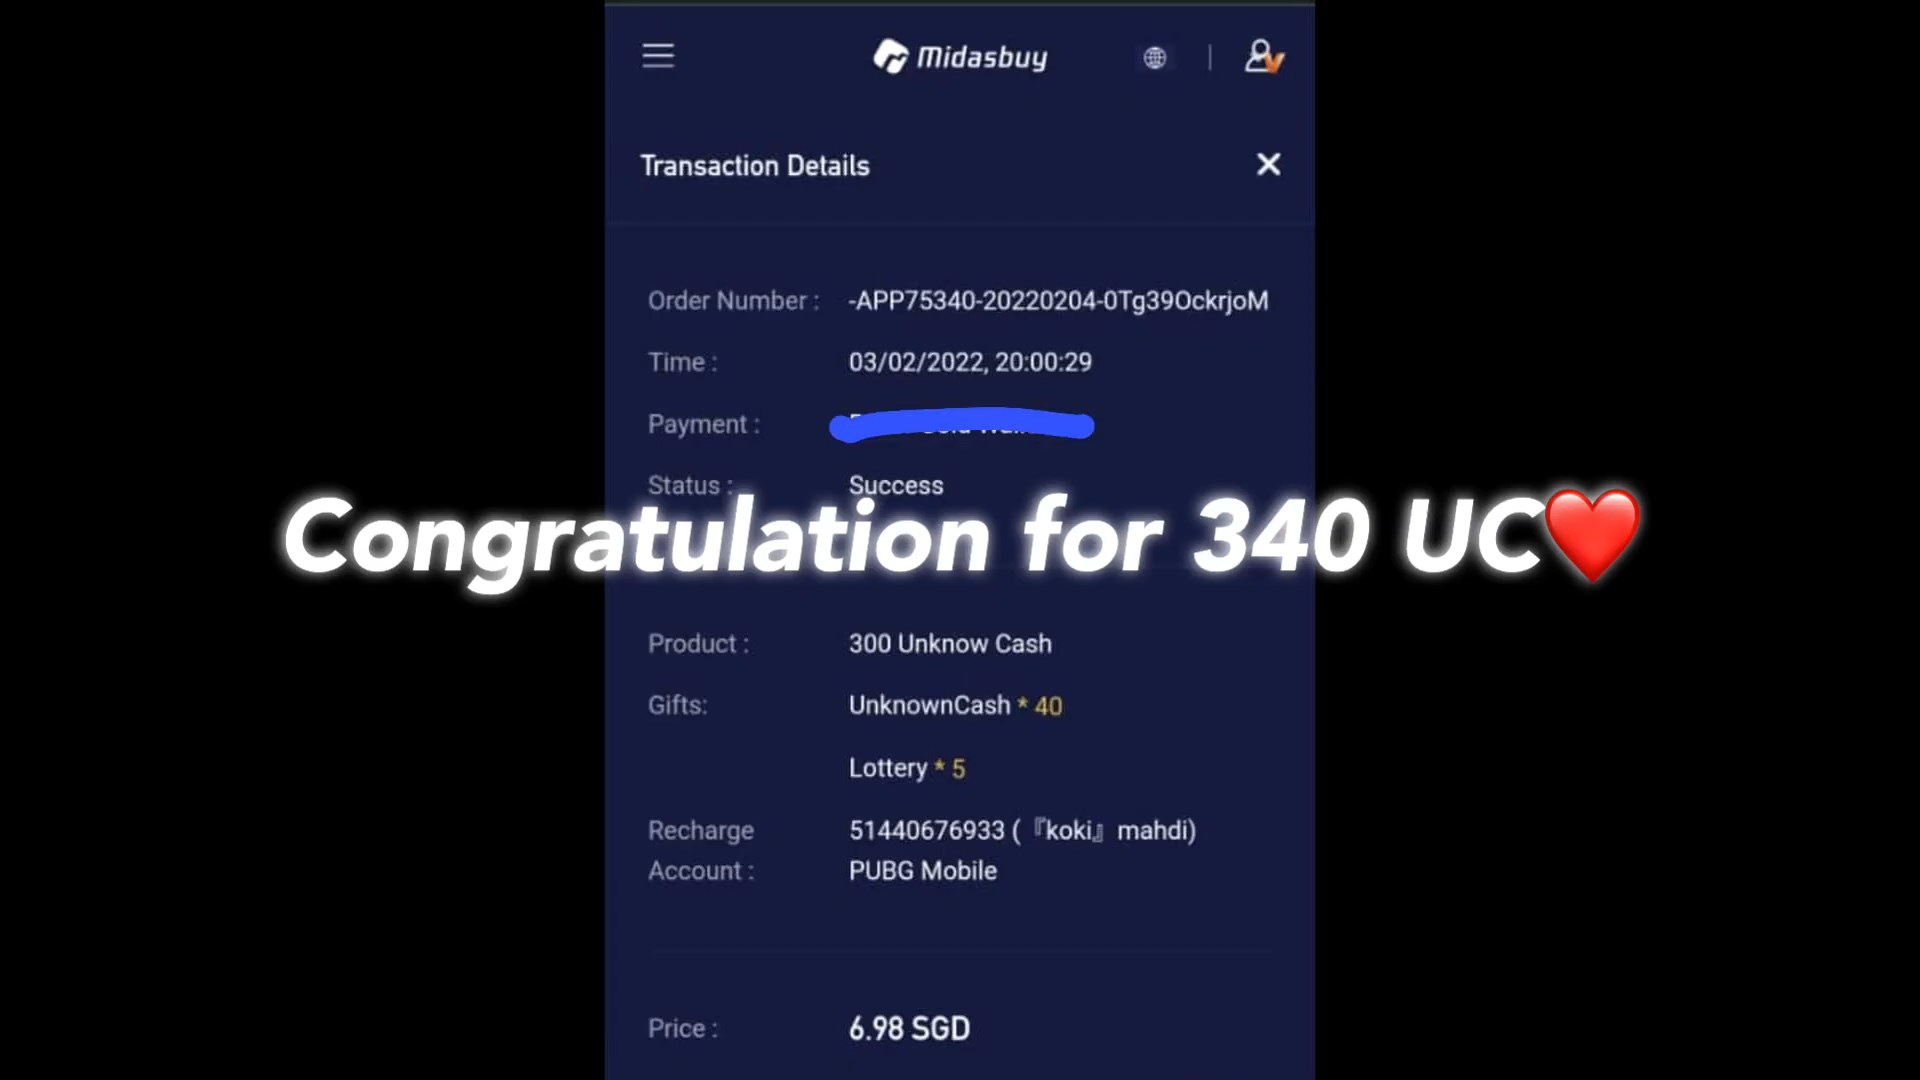 Midasbuy
Transaction Details
Order Number : -APP75340-20220204-0Tg39OckrjoM
Time : 03/02/2022, 20:00:29
Payment :
Status : Success
Congratulation for 340 UC❤️
Product : 300 Unknow Cash
Gifts: UnknownCash * 40
Lottery * 5
Recharge 51440676933 (『koki』mahdi)
Account : PUBG Mobile
Price : 6.98 SGD